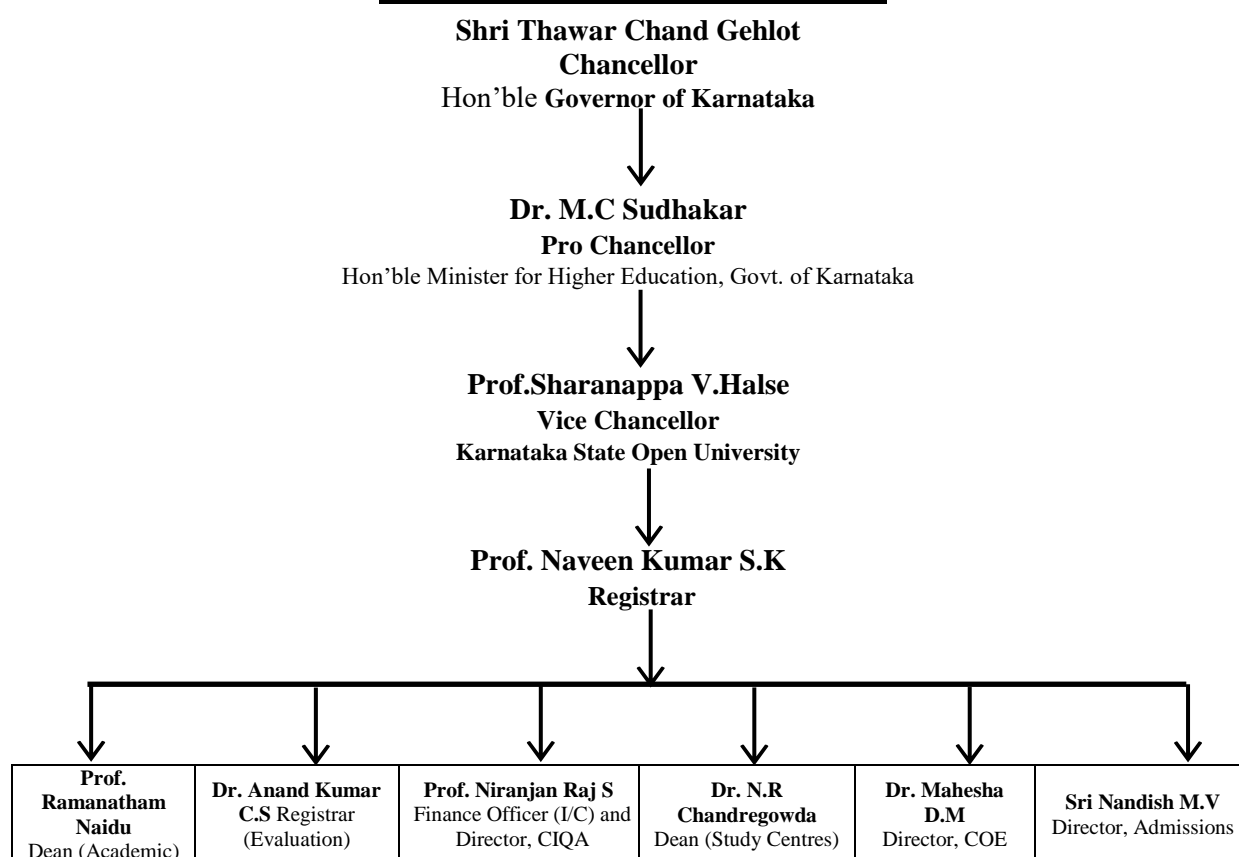 Shri Thawar Chand Gehlot
Chancellor
Hon’ble Governor of Karnataka
Dr. M.C Sudhakar
Pro Chancellor
Hon’ble Minister for Higher Education, Govt. of Karnataka
Prof.Sharanappa V.Halse
Vice Chancellor
Karnataka State Open University
Prof. Naveen Kumar S.K
Registrar
Prof.
Ramanatham
Naidu
Dean (Academic)
Dr. Anand Kumar
C.S Registrar
(Evaluation)
Prof. Niranjan Raj S
Finance Officer (I/C) and
Director, CIQA
Dr. N.R
Chandregowda
Dean (Study Centres)
Dr. Mahesha
D.M
Director, COE
Sri Nandish M.V
Director, Admissions